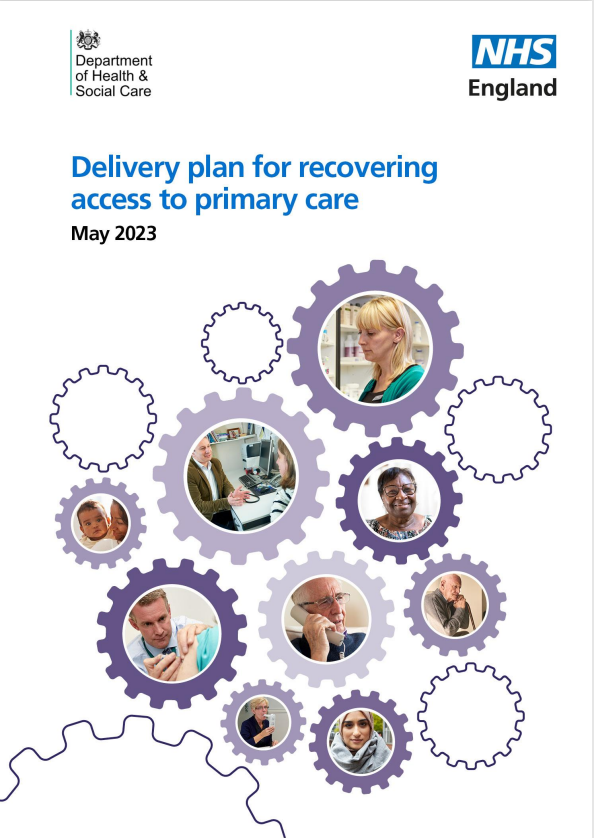 Department
of Health &
Social Care
NHS
England
Delivery plan for recovering
access to primary care
May 2023